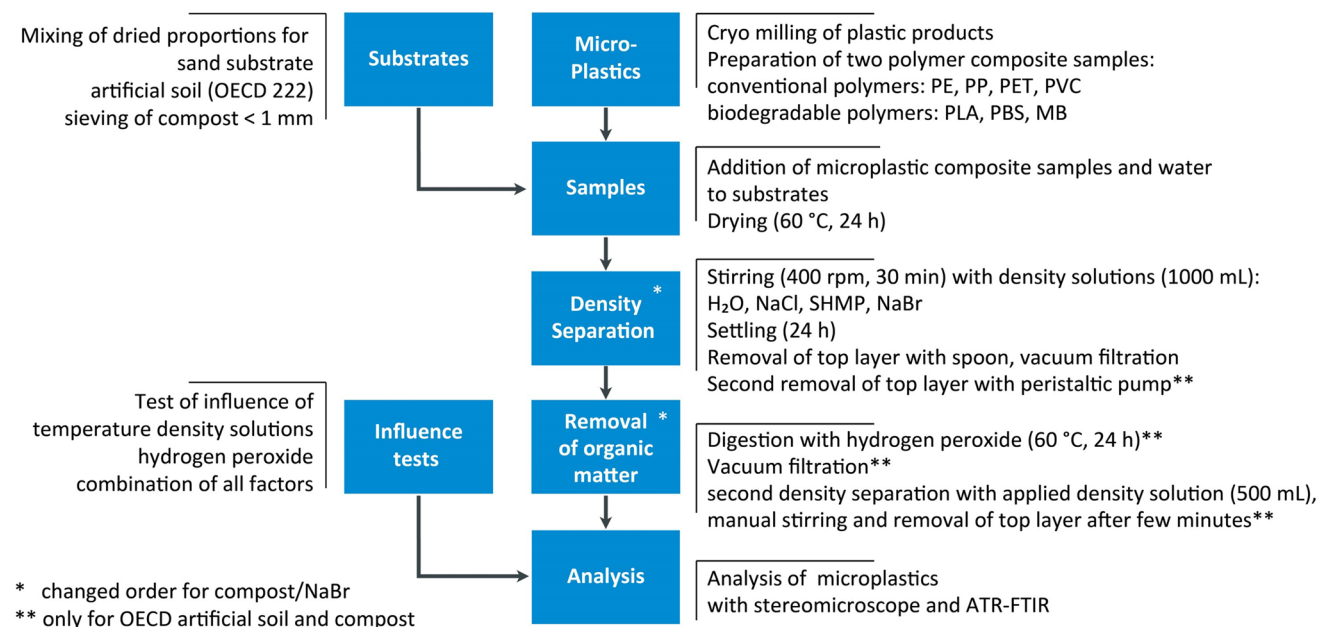 Mixing of dried proportions for
sand substrate
artificial soil (OECD 222)
sieving of compost < 1 mm
Substrates
Micro-
Plastics
Cryo milling of plastic products
Preparation of two polymer composite samples:
conventional polymers: PE, PP, PET, PVC
biodegradable polymers: PLA, PBS, MB
Samples
Addition of microplastic composite samples and water
to substrates
Drying (60 °C, 24 h)
Density *
Separation
Stirring (400 rpm, 30 min) with density solutions (1000 mL):
H₂O, NaCl, SHMP, NaBr
Settling (24 h)
Removal of top layer with spoon, vacuum filtration
Second removal of top layer with peristaltic pump**
Test of influence of
temperature density solutions
hydrogen peroxide
combination of all factors
Influence
tests
Removal *
of organic
matter
Digestion with hydrogen peroxide (60 °C, 24 h)**
Vacuum filtration**
second density separation with applied density solution (500 mL),
manual stirring and removal of top layer after few minutes**
Analysis
Analysis of microplastics
with stereomicroscope and ATR-FTIR
* changed order for compost/NaBr
** only for OECD artificial soil and compost